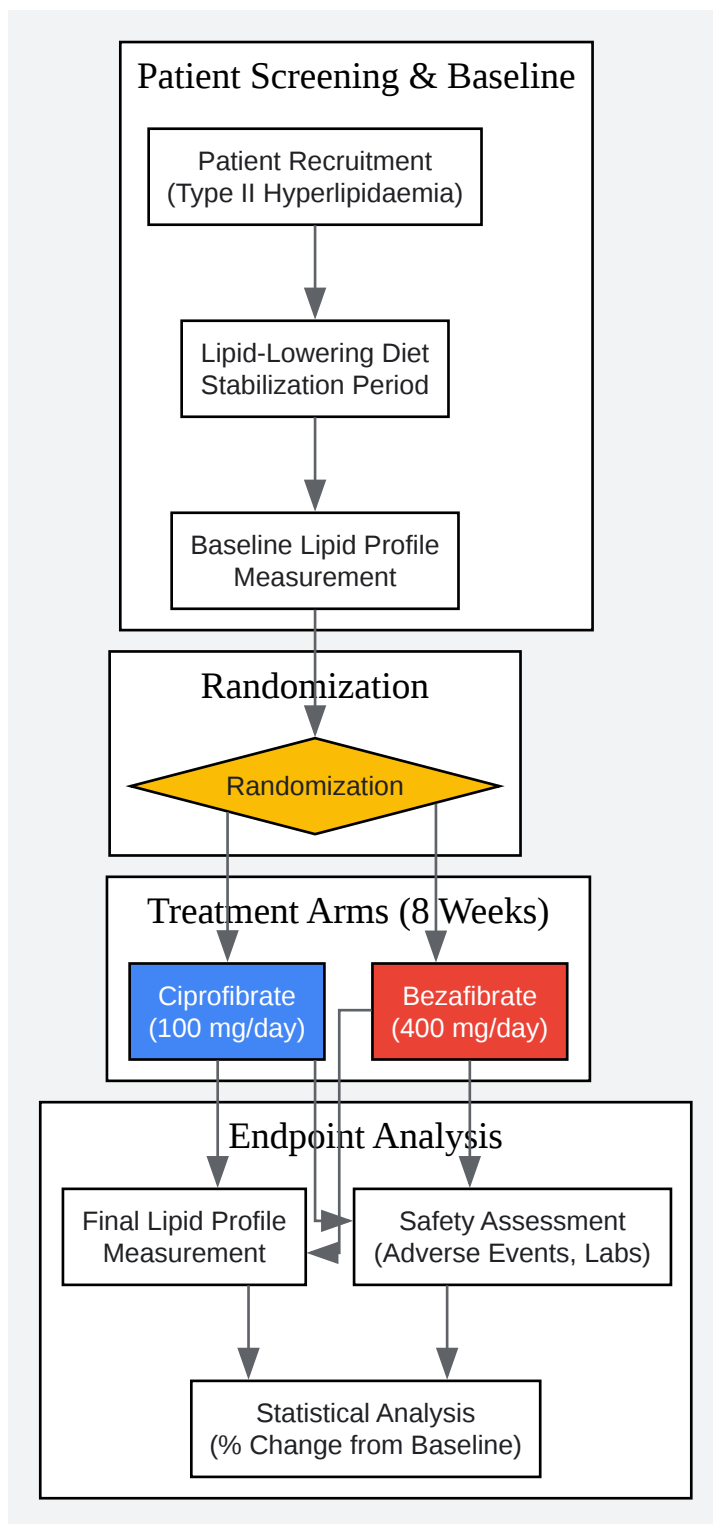 Patient Screening & Baseline
Patient Recruitment
(Type II Hyperlipidaemia)
Lipid-Lowering Diet
Stabilization Period
Baseline Lipid Profile
Measurement
Randomization
Randomization
Treatment Arms (8 Weeks)
Ciprofibrate
(100 mg/day)
Bezafibrate
(400 mg/day)
Endpoint Analysis
Final Lipid Profile
Measurement
Safety Assessment
(Adverse Events, Labs)
Statistical Analysis
(% Change from Baseline)